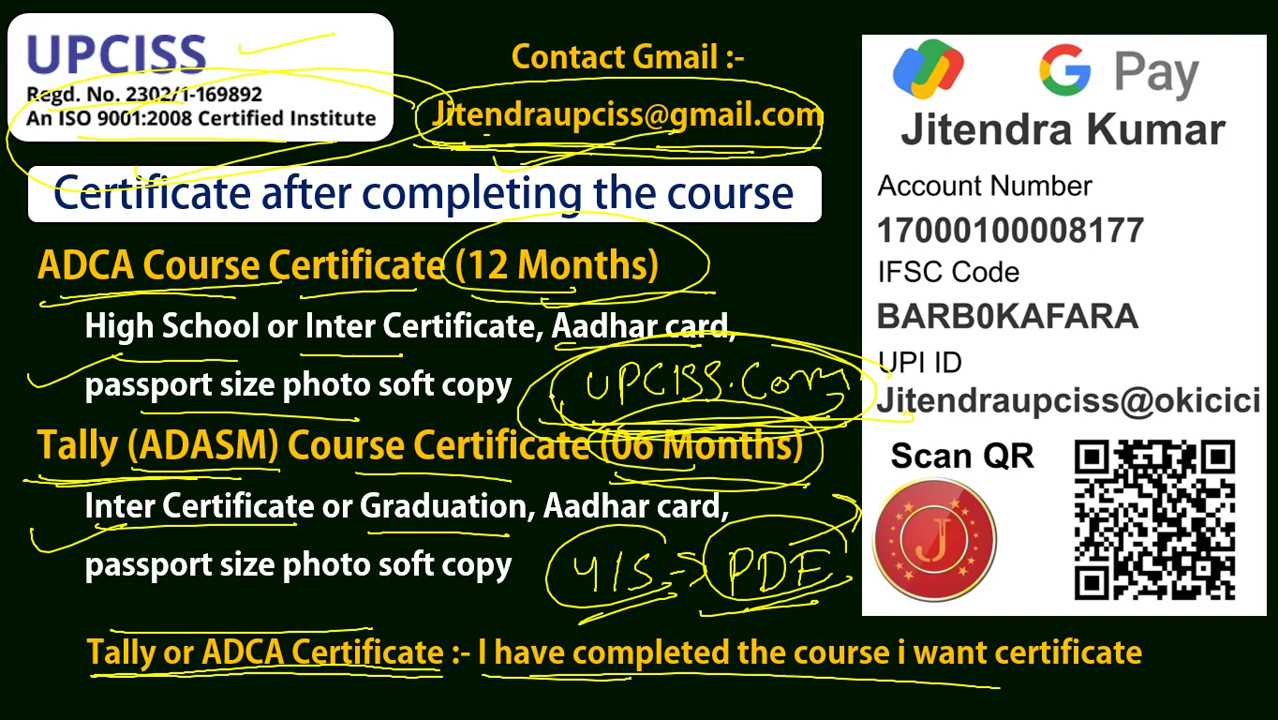 UPCISS
Regd. No. 2302/1-169892
An ISO 9001:2008 Certified Institute
Contact Gmail :-
Jitendraupciss@gmail.com
Certificate after completing the course
ADCA Course Certificate (12 Months)
High School or Inter Certificate, Aadhar card,
passport size photo soft copy
UPCISS.Com
Tally (ADASM) Course Certificate (06 Months)
Inter Certificate or Graduation, Aadhar card,
passport size photo soft copy
PDF
Tally or ADCA Certificate :- I have completed the course i want certificate
G Pay
Jitendra Kumar
Account Number
17000100008177
IFSC Code
BARB0KAFARA
UPI ID
Jitendraupciss@okicici
Scan QR
J